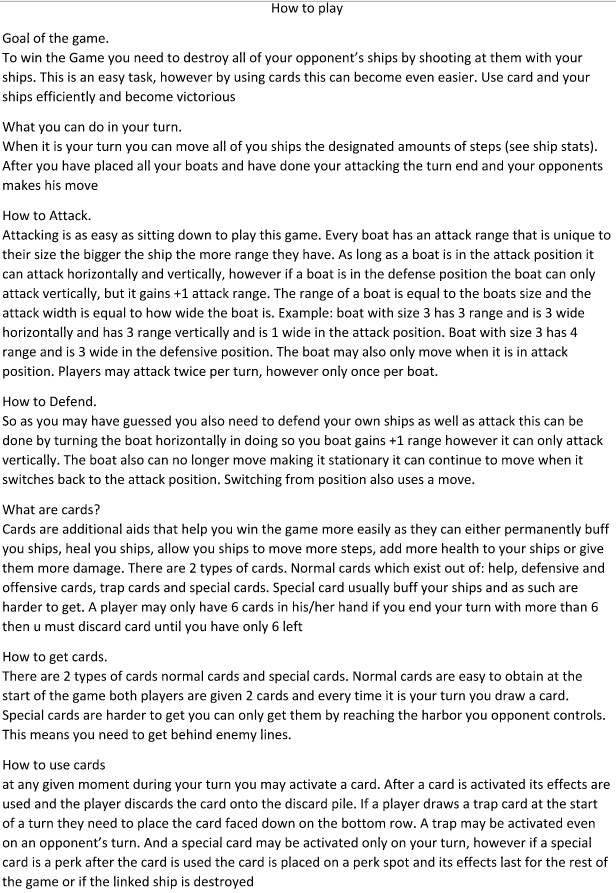 How to play
Goal of the game.
To win the Game you need to destroy all of your opponent's ships by shooting at them with your
ships. This is an easy task, however by using cards this can become even easier. Use card and your
ships efficiently and become victorious
What you can do in your turn.
When it is your turn you can move all of you ships the designated amounts of steps (see ship stats).
After you have placed all your boats and have done your attacking the turn end and your opponents
makes his move
How to Attack.
Attacking is as easy as sitting down to play this game. Every boat has an attack range that is unique to
their size the bigger the ship the more range they have. As long as a boat is in the attack position it
can attack horizontally and vertically, however if a boat is in the defense position the boat can only
attack vertically, but it gains +1 attack range. The range of a boat is equal to the boats size and the
attack width is equal to how wide the boat is. Example: boat with size 3 has 3 range and is 3 wide
horizontally and has 3 range vertically and is 1 wide in the attack position. Boat with size 3 has 4
range and is 3 wide in the defensive position. The boat may also only move when it is in attack
position. Players may attack twice per turn, however only once per boat.
How to Defend.
So as you may have guessed you also need to defend your own ships as well as attack this can be
done by turning the boat horizontally in doing so you boat gains +1 range however it can only attack
vertically. The boat also can no longer move making it stationary it can continue to move when it
switches back to the attack position. Switching from position also uses a move.
What are cards?
Cards are additional aids that help you win the game more easily as they can either permanently buff
you ships, heal you ships, allow you ships to move more steps, add more health to your ships or give
them more damage. There are 2 types of cards. Normal cards which exist out of: help, defensive and
offensive cards, trap cards and special cards. Special card usually buff your ships and as such are
harder to get. A player may only have 6 cards in his/her hand if you end your turn with more than 6
then u must discard card until you have only 6 left
How to get cards.
There are 2 types of cards normal cards and special cards. Normal cards are easy to obtain at the
start of the game both players are given 2 cards and every time it is your turn you draw a card.
Special cards are harder to get you can only get them by reaching the harbor you opponent controls.
This means you need to get behind enemy lines.
How to use cards
at any given moment during your turn you may activate a card. After a card is activated its effects are
used and the player discards the card onto the discard pile. If a player draws a trap card at the start
of a turn they need to place the card faced down on the bottom row. A trap may be activated even
on an opponent's turn. And a special card may be activated only on your turn, however if a special
card is a perk after the card is used the card is placed on a perk spot and its effects last for the rest of
the game or if the linked ship is destroyed